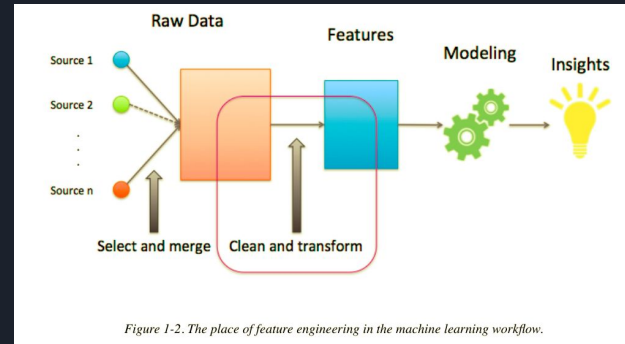 Raw Data
Features
Modeling
Insights
Source 1
Source 2
.
.
.
Source n
Select and merge
Clean and transform
Figure 1-2. The place of feature engineering in the machine learning workflow.